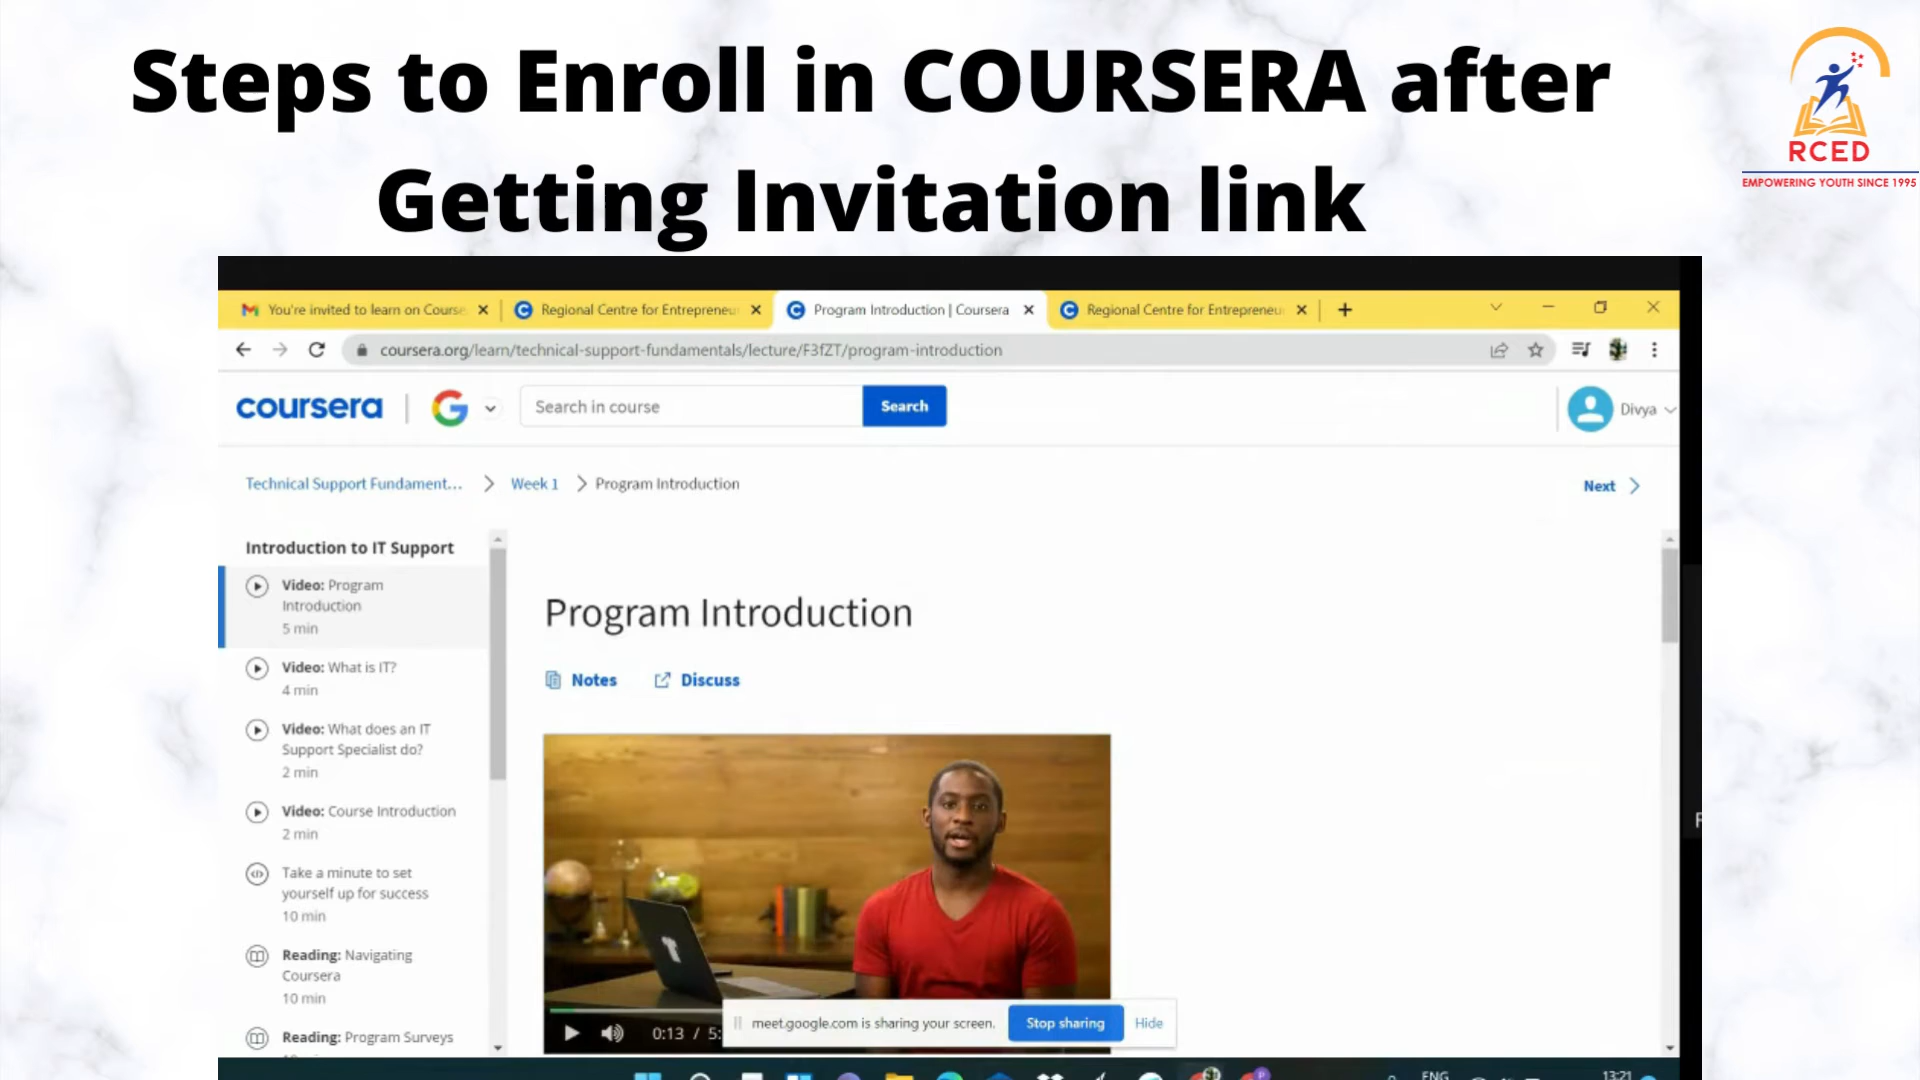 Steps to Enroll in COURSERA after
Getting Invitation link
RCED
EMPOWERING YOUTH SINCE 1995
You're invited to learn on Course
Regional Centre for Entrepreneu
Program Introduction | Coursera
Regional Centre for Entrepreneu
coursera.org/learn/technical-support-fundamentals/lecture/F3fZT/program-introduction
coursera
Search in course
Search
Divya
Technical Support Fundament...
Week 1
Program Introduction
Next
Introduction to IT Support
Video: Program
Introduction
5 min
Video: What is IT?
4 min
Video: What does an IT
Support Specialist do?
2 min
Video: Course Introduction
2 min
Take a minute to set
yourself up for success
10 min
Reading: Navigating
Coursera
10 min
Reading: Program Surveys
Program Introduction
Notes
Discuss
0:13 / 5:
meet.google.com is sharing your screen.
Stop sharing
Hide
ENG
13:21